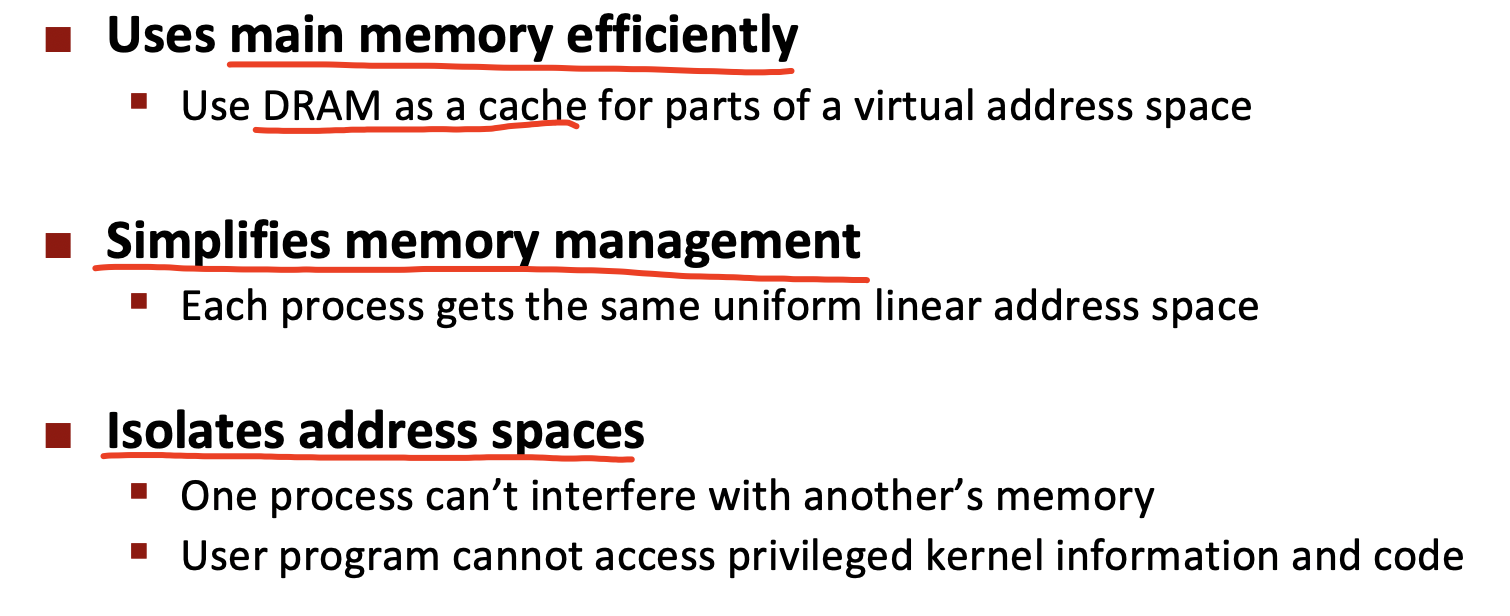 Uses main memory efficiently
Use DRAM as a cache for parts of a virtual address space
Simplifies memory management
Each process gets the same uniform linear address space
Isolates address spaces
One process can’t interfere with another’s memory
User program cannot access privileged kernel information and code